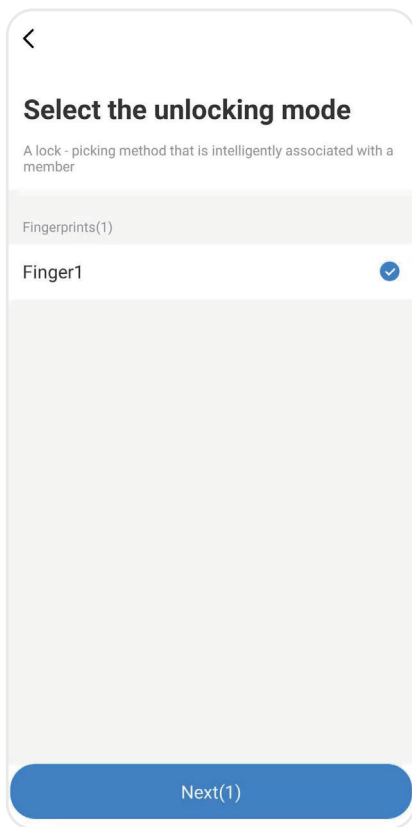 Select the unlocking mode
A lock - picking method that is intelligently associated with a
member
Fingerprints(1)
Finger1
Next(1)